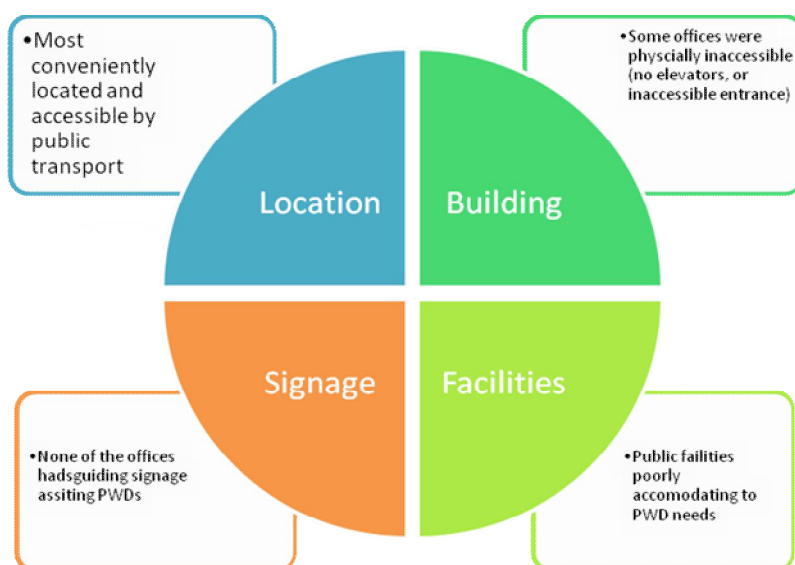 •Most
conveniently
located and
accessible by
public
transport
•Some offices were
physcially inaccessible
(no elevators, or
inaccessible entrance)
Location
Building
Signage
Facilities
•None of the offices
hadsguiding signage
assiting PWDs
•Public failities
poorly
accomodating to
PWD needs